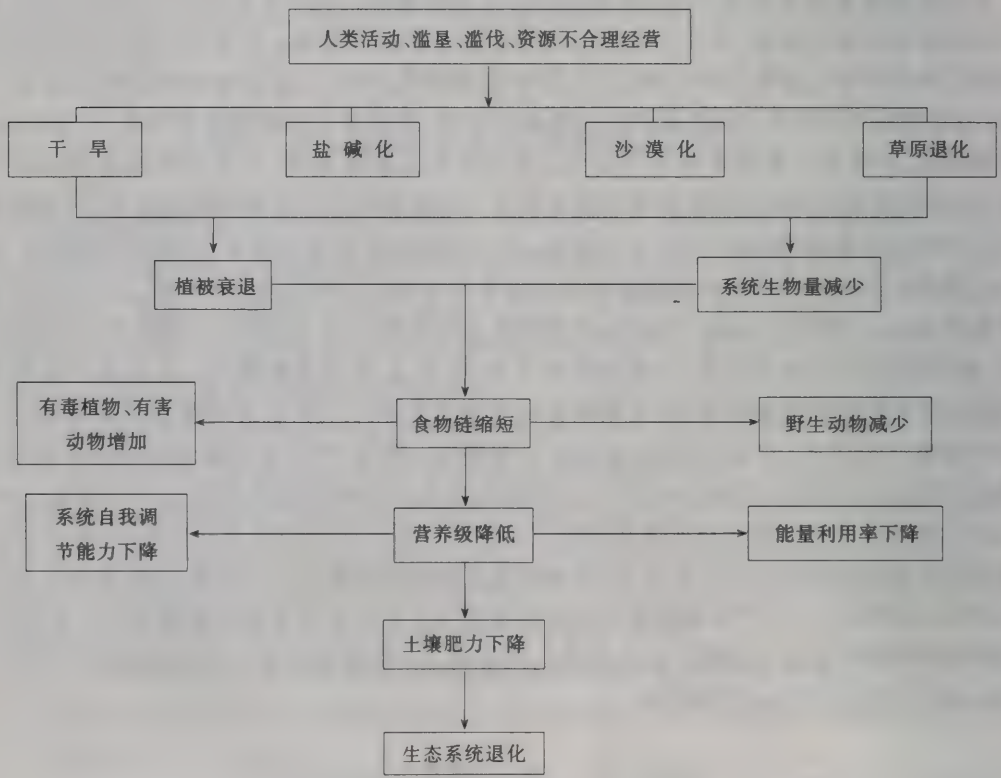 人类活动、滥垦、滥伐、资源不合理经营
干旱
盐碱化
沙漠化
草原退化
植被衰退
系统生物量减少
有毒植物、有害
动物增加
食物链缩短
野生动物减少
系统自我调
节能力下降
营养级降低
能量利用率下降
土壤肥力下降
生态系统退化